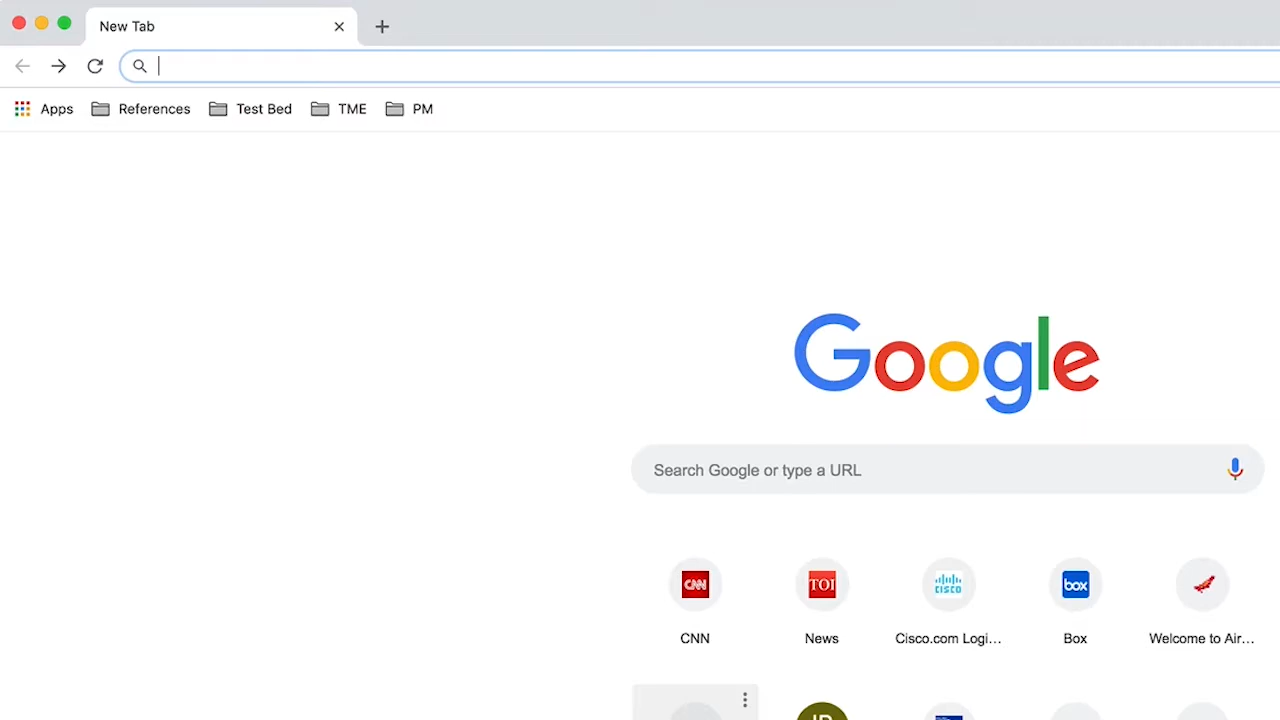 New Tab
Apps References Test Bed TME PM
Google
Search Google or type a URL
CNN TOI CISCO box
CNN News Cisco.com Logi... Box Welcome to Air...